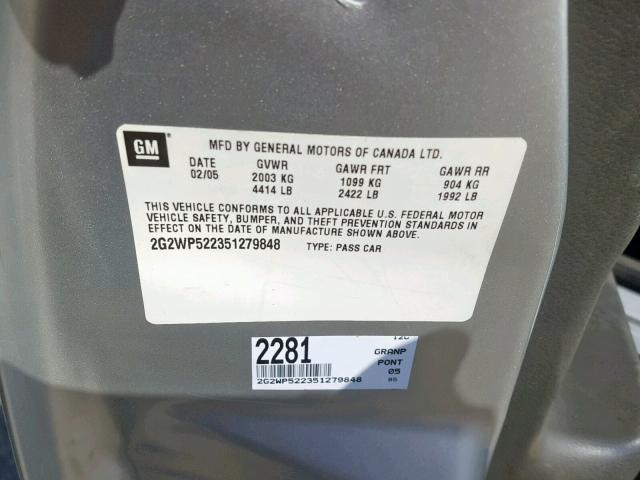 GM
MFD BY GENERAL MOTORS OF CANADA LTD.
DATE GVWR GAWR FRT GAWR RR
02/05 2003 KG 1099 KG 904 KG
4414 LB 2422 LB 1992 LB
THIS VEHICLE CONFORMS TO ALL APPLICABLE U.S. FEDERAL MOTOR
VEHICLE SAFETY, BUMPER, AND THEFT PREVENTION STANDARDS IN
EFFECT ON THE DATE OF MANUFACTURE SHOWN ABOVE.
2G2WP522351279848 TYPE: PASS CAR
2281
GRANP
PONT
05
2G2WP522351279848